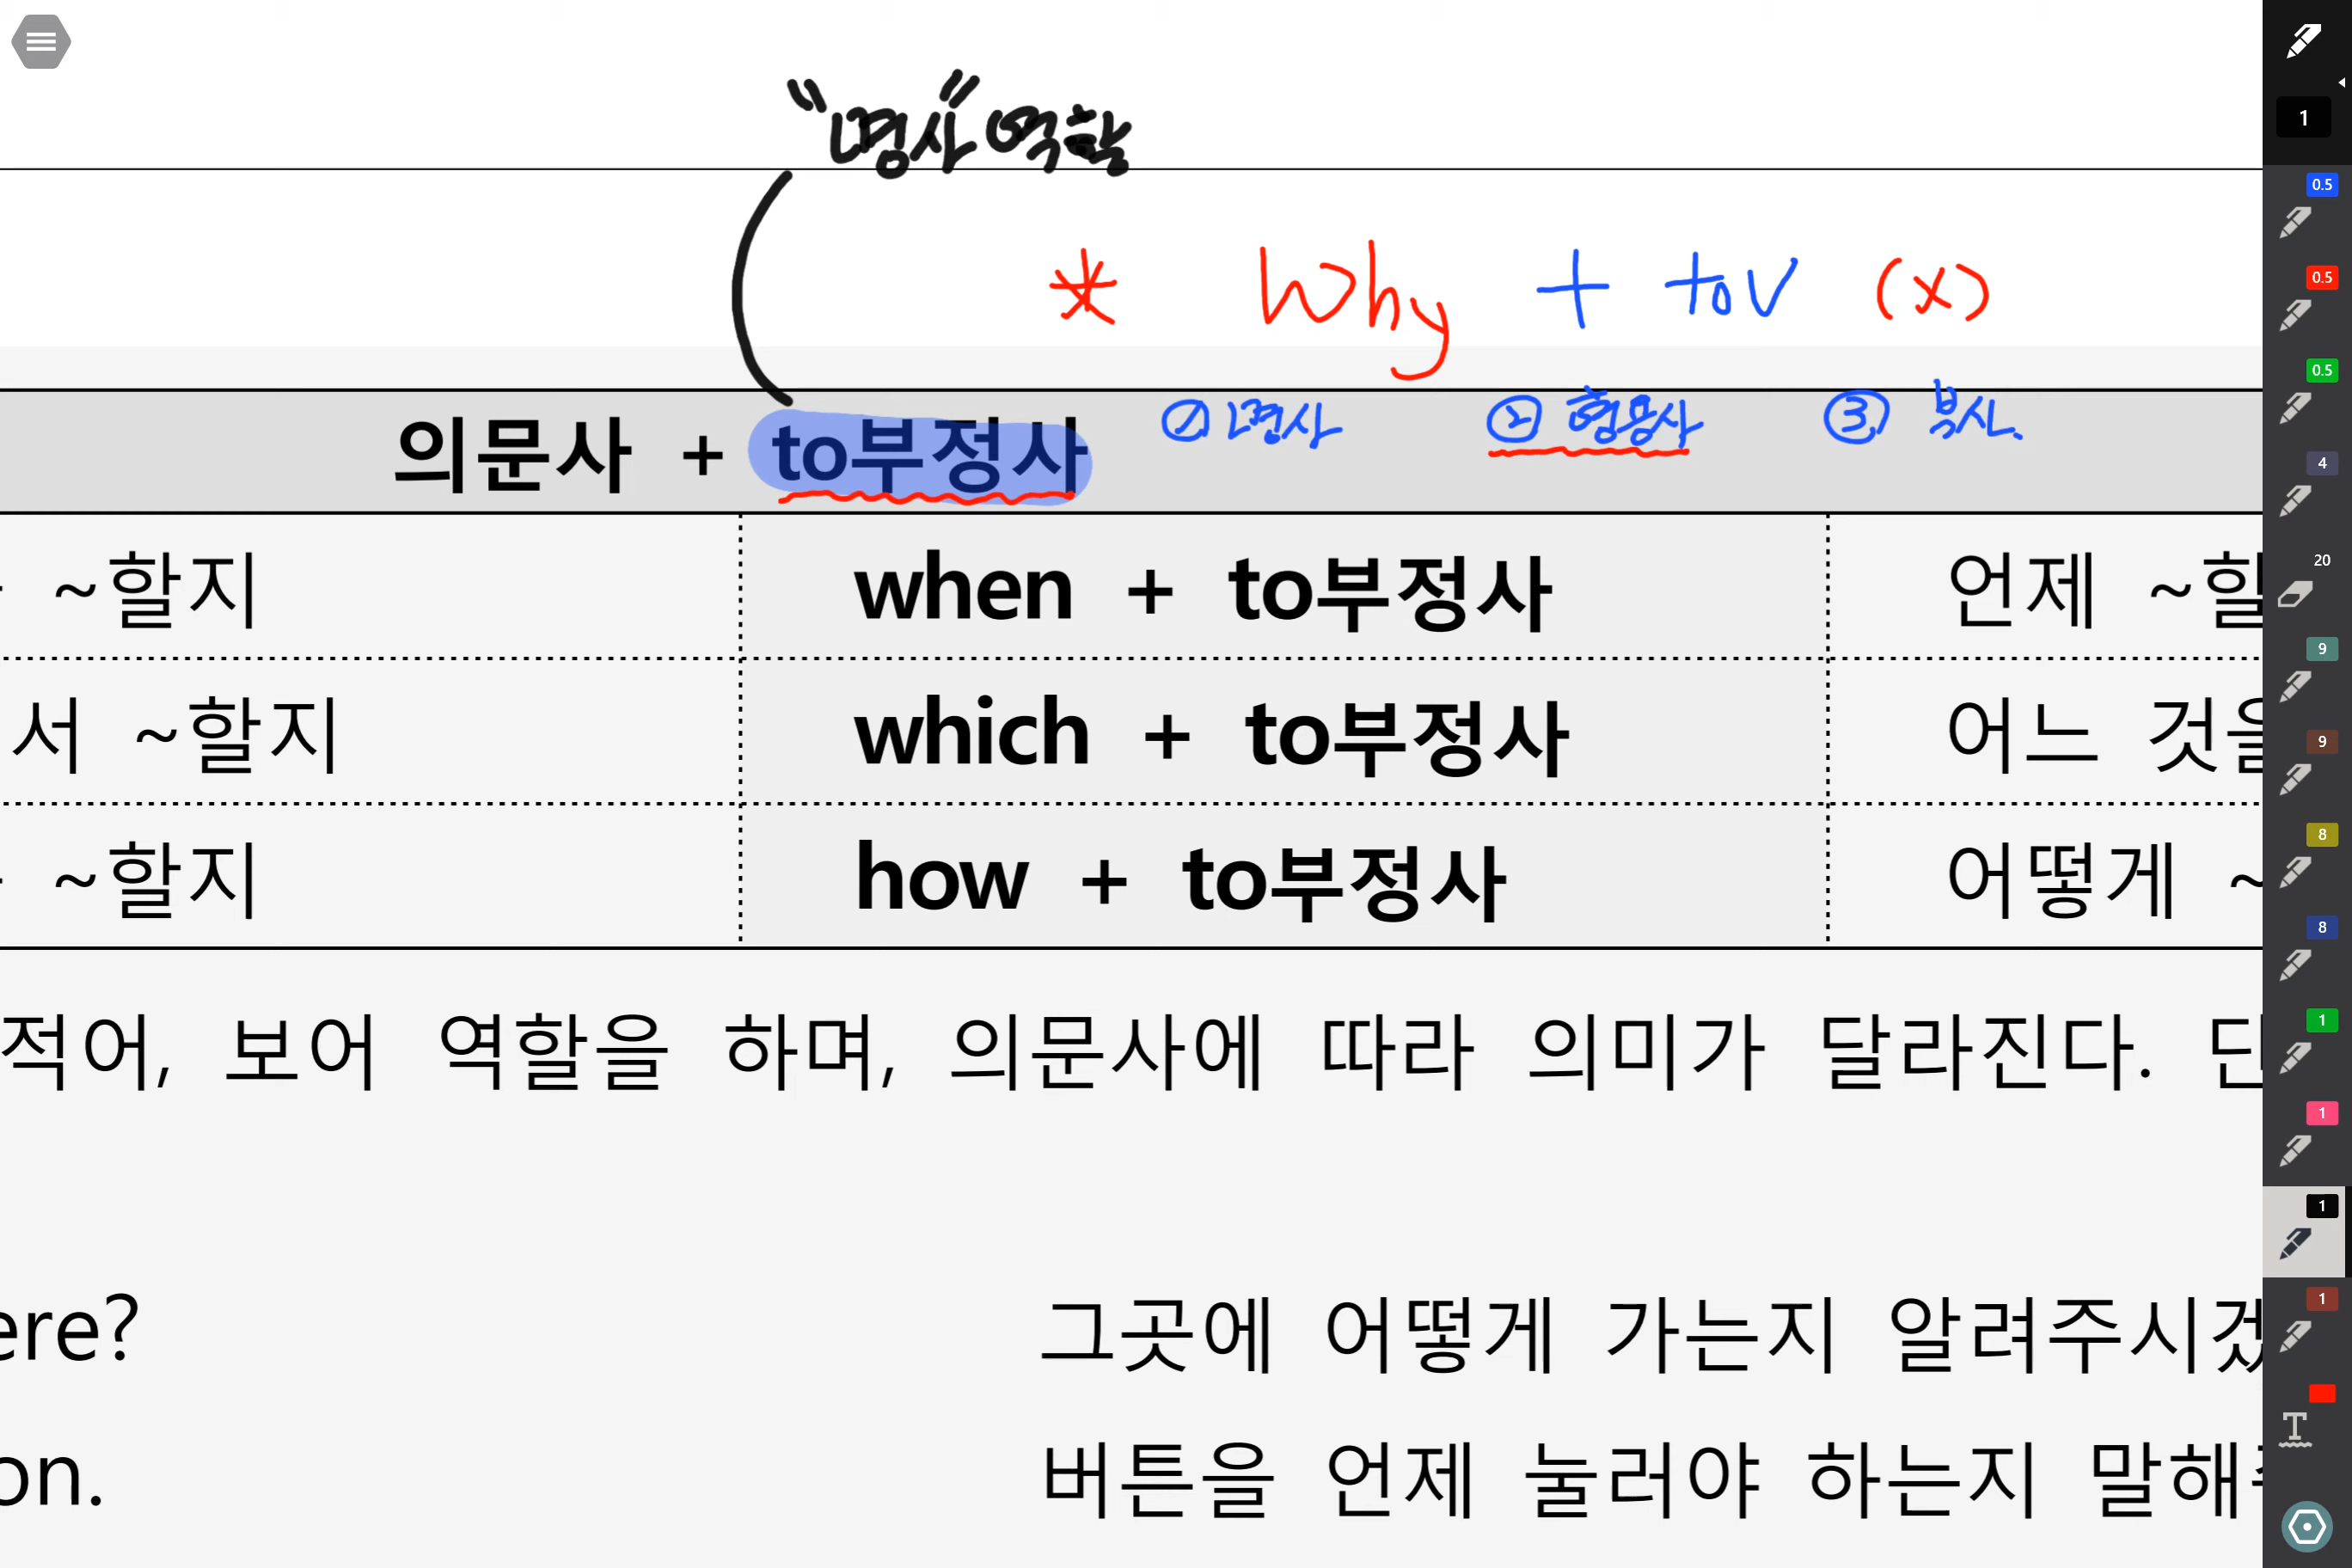 "명사" 역할
* Why + toV (x)
의문사 + to부정사 ① 명사 ② 형용사 ③ 부사
~할지 when + to부정사 언제 ~할
서 ~할지 which + to부정사 어느 것을
~할지 how + to부정사 어떻게 ~
적어, 보어 역할을 하며, 의문사에 따라 의미가 달라진다. 단
ere? 그곳에 어떻게 가는지 알려주시겠
on. 버튼을 언제 눌러야 하는지 말해주
1
0.5
0.5
0.5
4
20
9
9
8
8
1
1
1
1